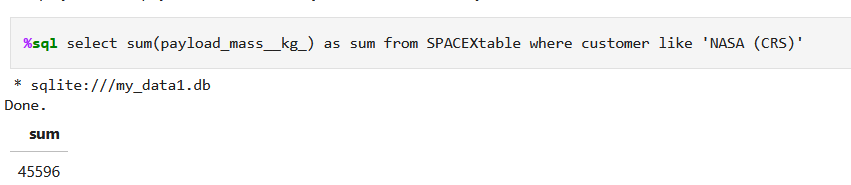 %sql select sum(payload_mass__kg_) as sum from SPACEXtable where customer like 'NASA (CRS)'
* sqlite:///my_data1.db
Done.
sum
45596